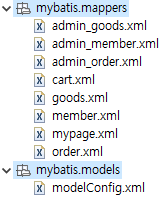 mybatis.mappers
admin_goods.xml
admin_member.xml
admin_order.xml
cart.xml
goods.xml
member.xml
mypage.xml
order.xml
mybatis.models
modelConfig.xml